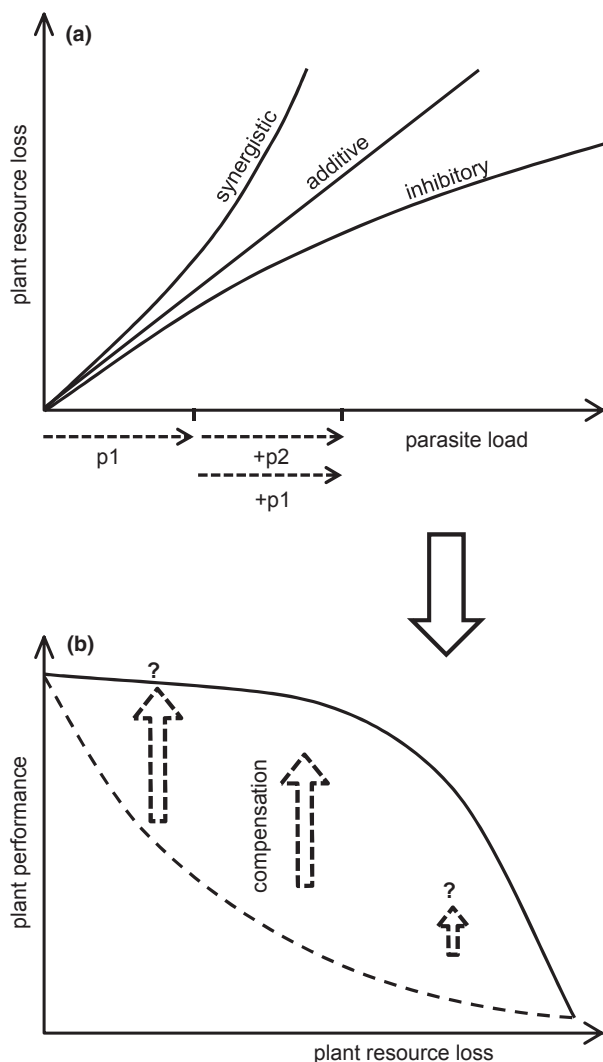 (a)
plant resource loss
synergistic
additive
inhibitory
p1
+p2
+p1
parasite load
(b)
plant performance
?
compensation
?
plant resource loss